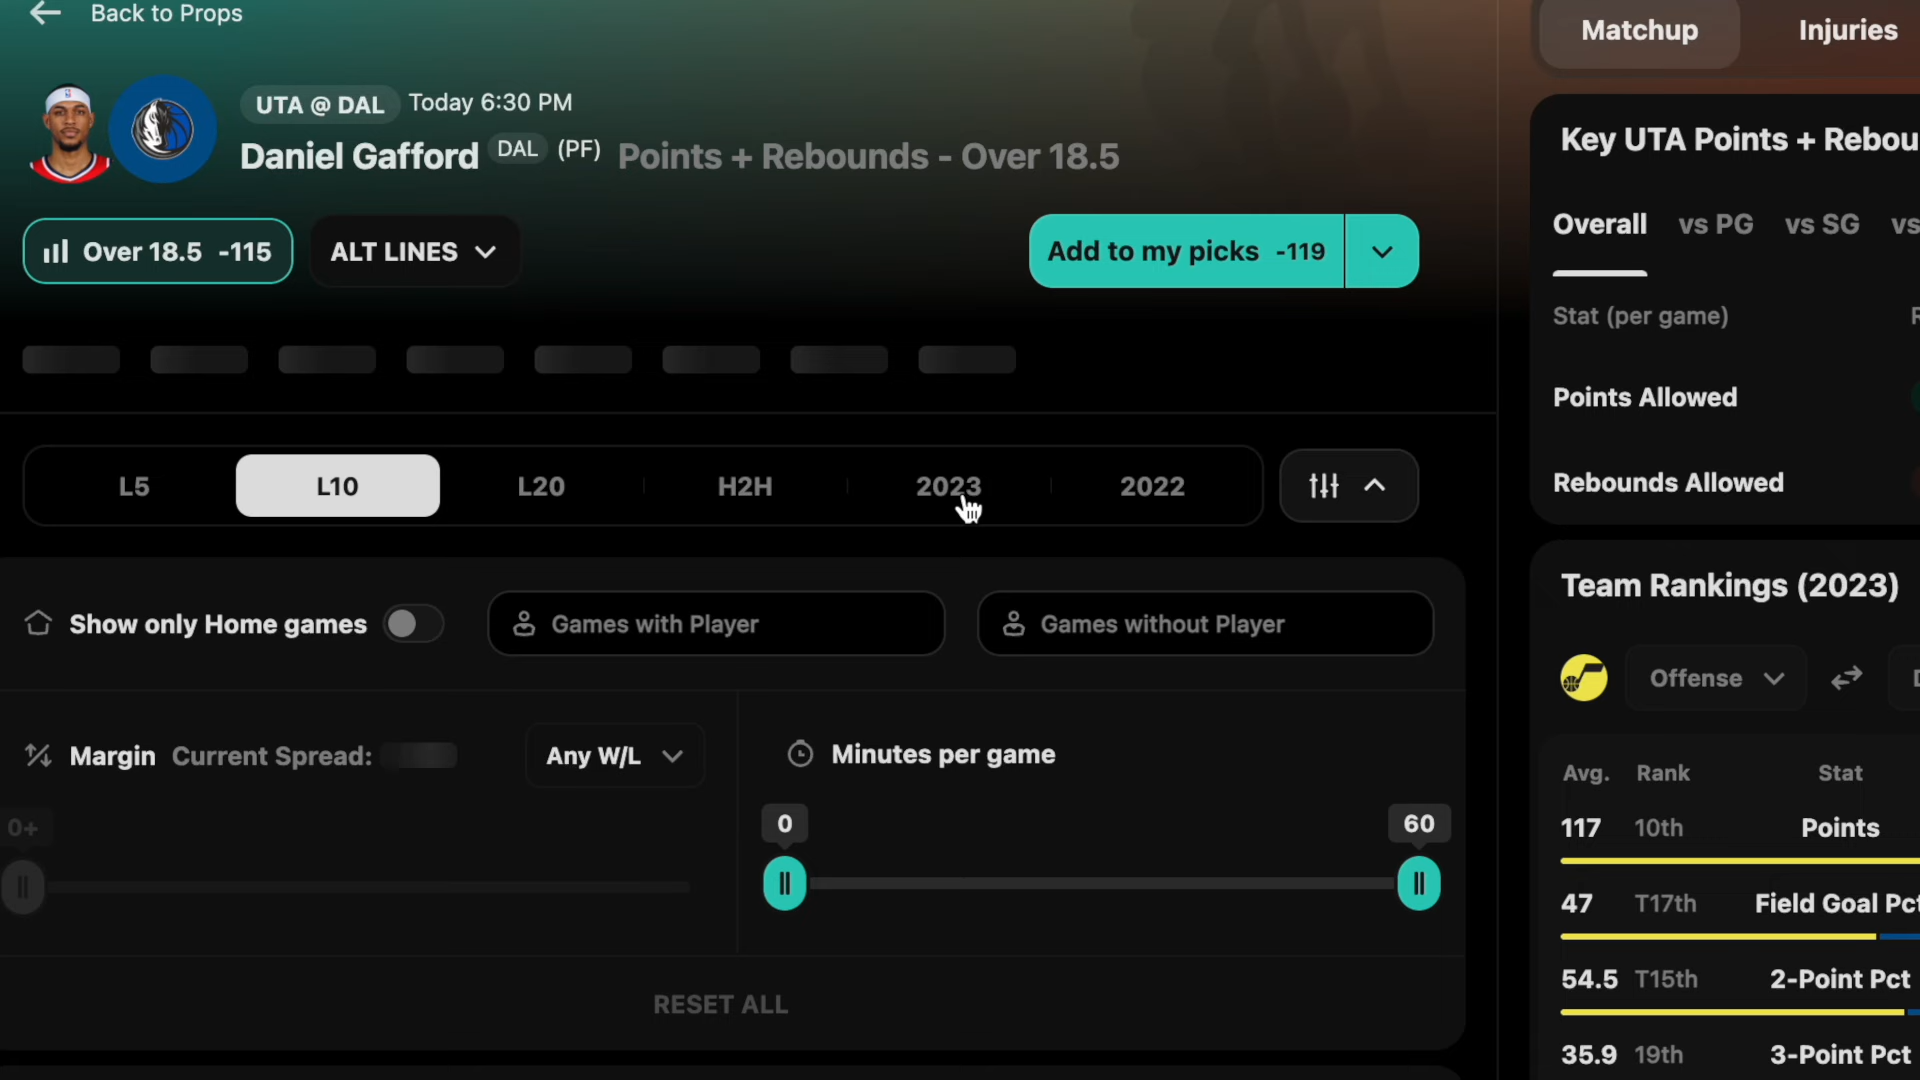 Back to Props
UTA @ DAL Today 6:30 PM
Daniel Gafford DAL (PF) Points + Rebounds - Over 18.5
Over 18.5 -115
ALT LINES
Add to my picks -119
L5
L10
L20
H2H
2023
2022
Show only Home games
Games with Player
Games without Player
Margin Current Spread:
Any W/L
0+
Minutes per game
0
60
RESET ALL
Matchup
Injuries
Key UTA Points + Rebou
Overall
vs PG
vs SG
vs
Stat (per game)
Points Allowed
Rebounds Allowed
Team Rankings (2023)
Offense
Avg. Rank Stat
117 10th Points
47 T17th Field Goal Pct
54.5 T15th 2-Point Pct
35.9 19th 3-Point Pct